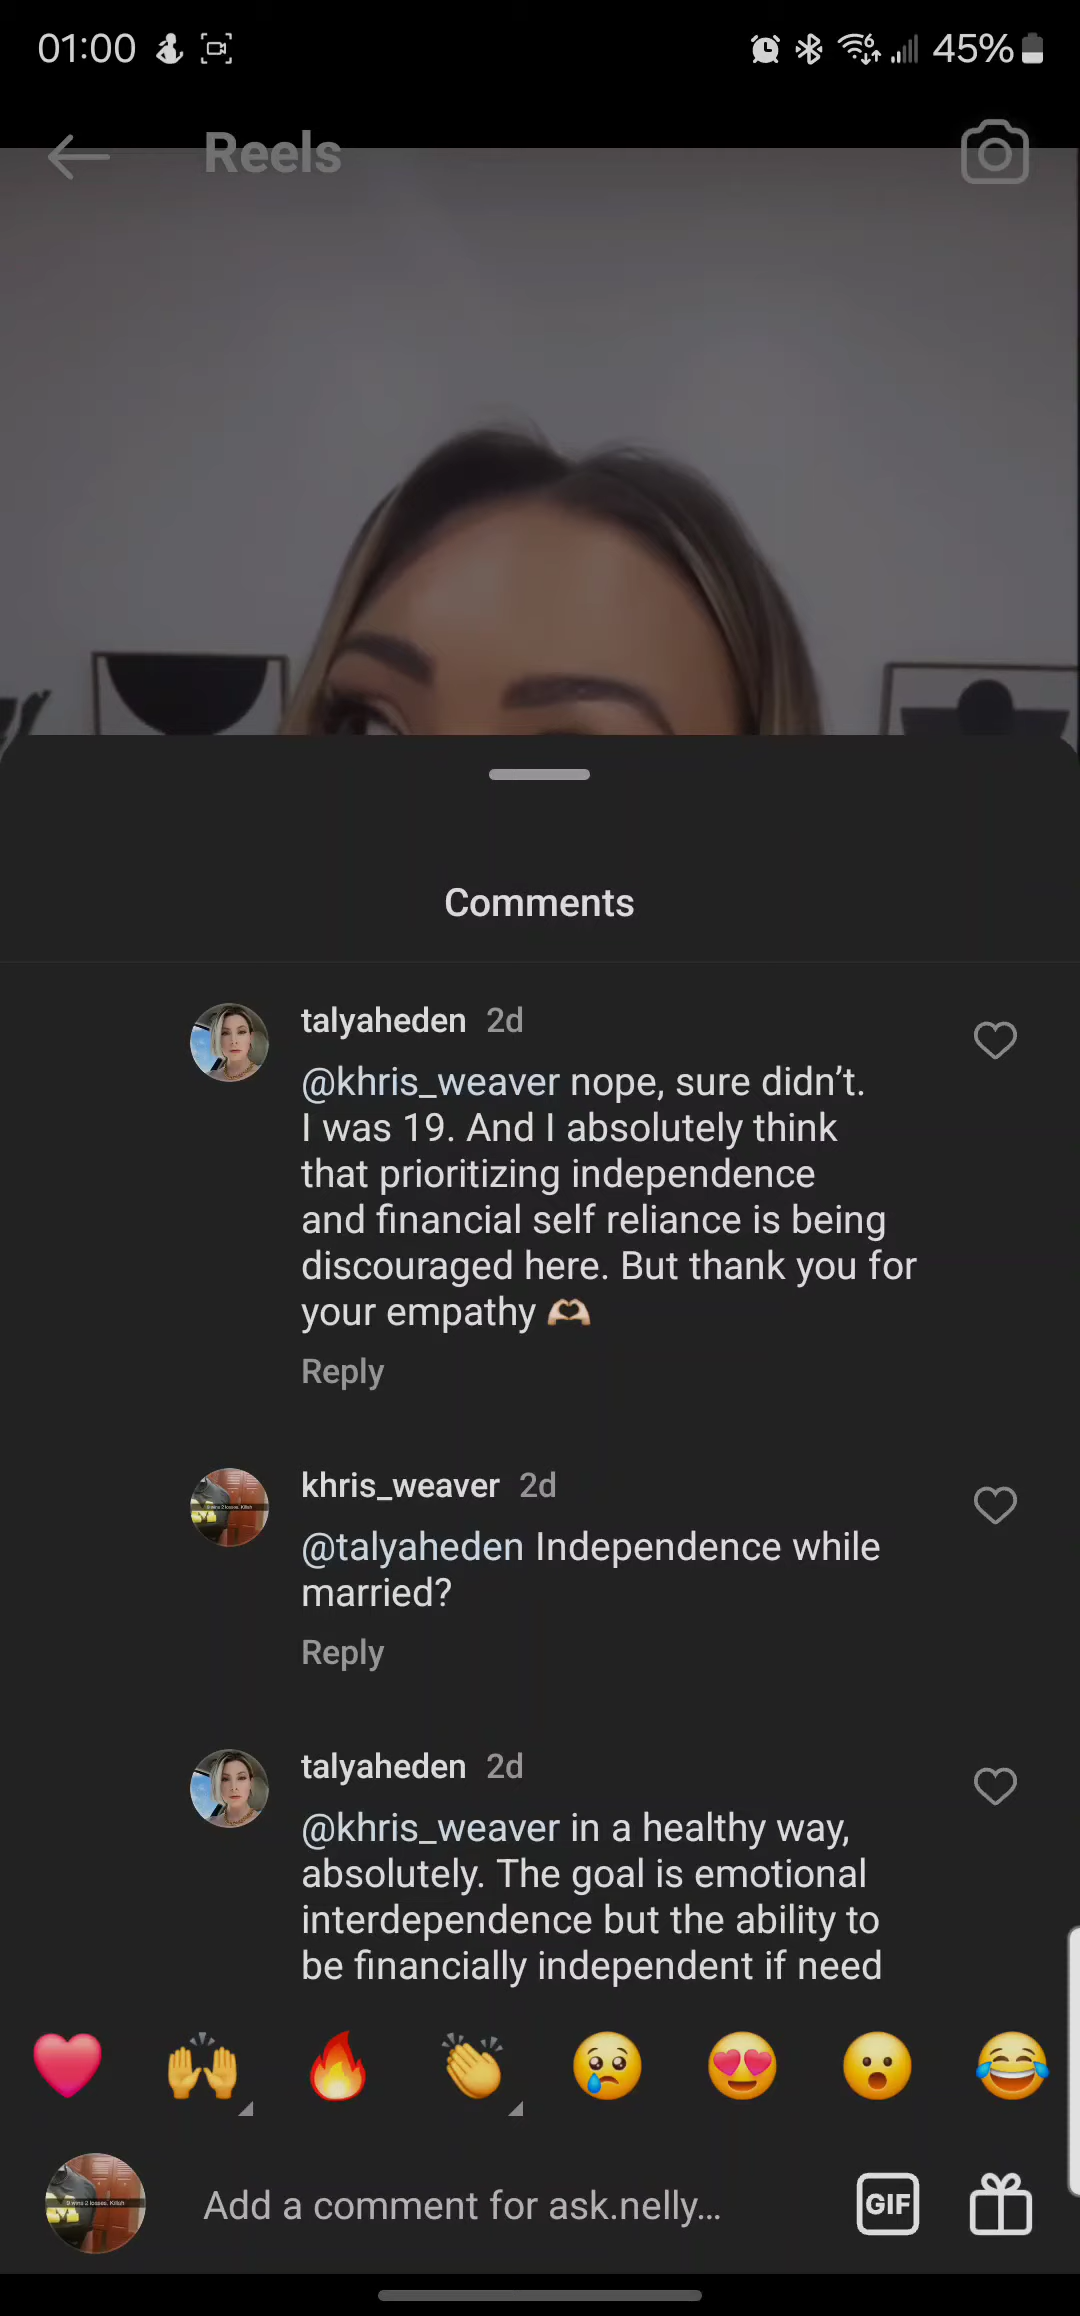 01:00
6
45%
Reels
Comments
talyaheden 2d
@khris_weaver nope, sure didn’t.
I was 19. And I absolutely think
that prioritizing independence
and financial self reliance is being
discouraged here. But thank you for
your empathy 🫶🏼
Reply
khris_weaver 2d
@talyaheden Independence while
married?
Reply
talyaheden 2d
@khris_weaver in a healthy way,
absolutely. The goal is emotional
interdependence but the ability to
be financially independent if need
Add a comment for ask.nelly...
GIF